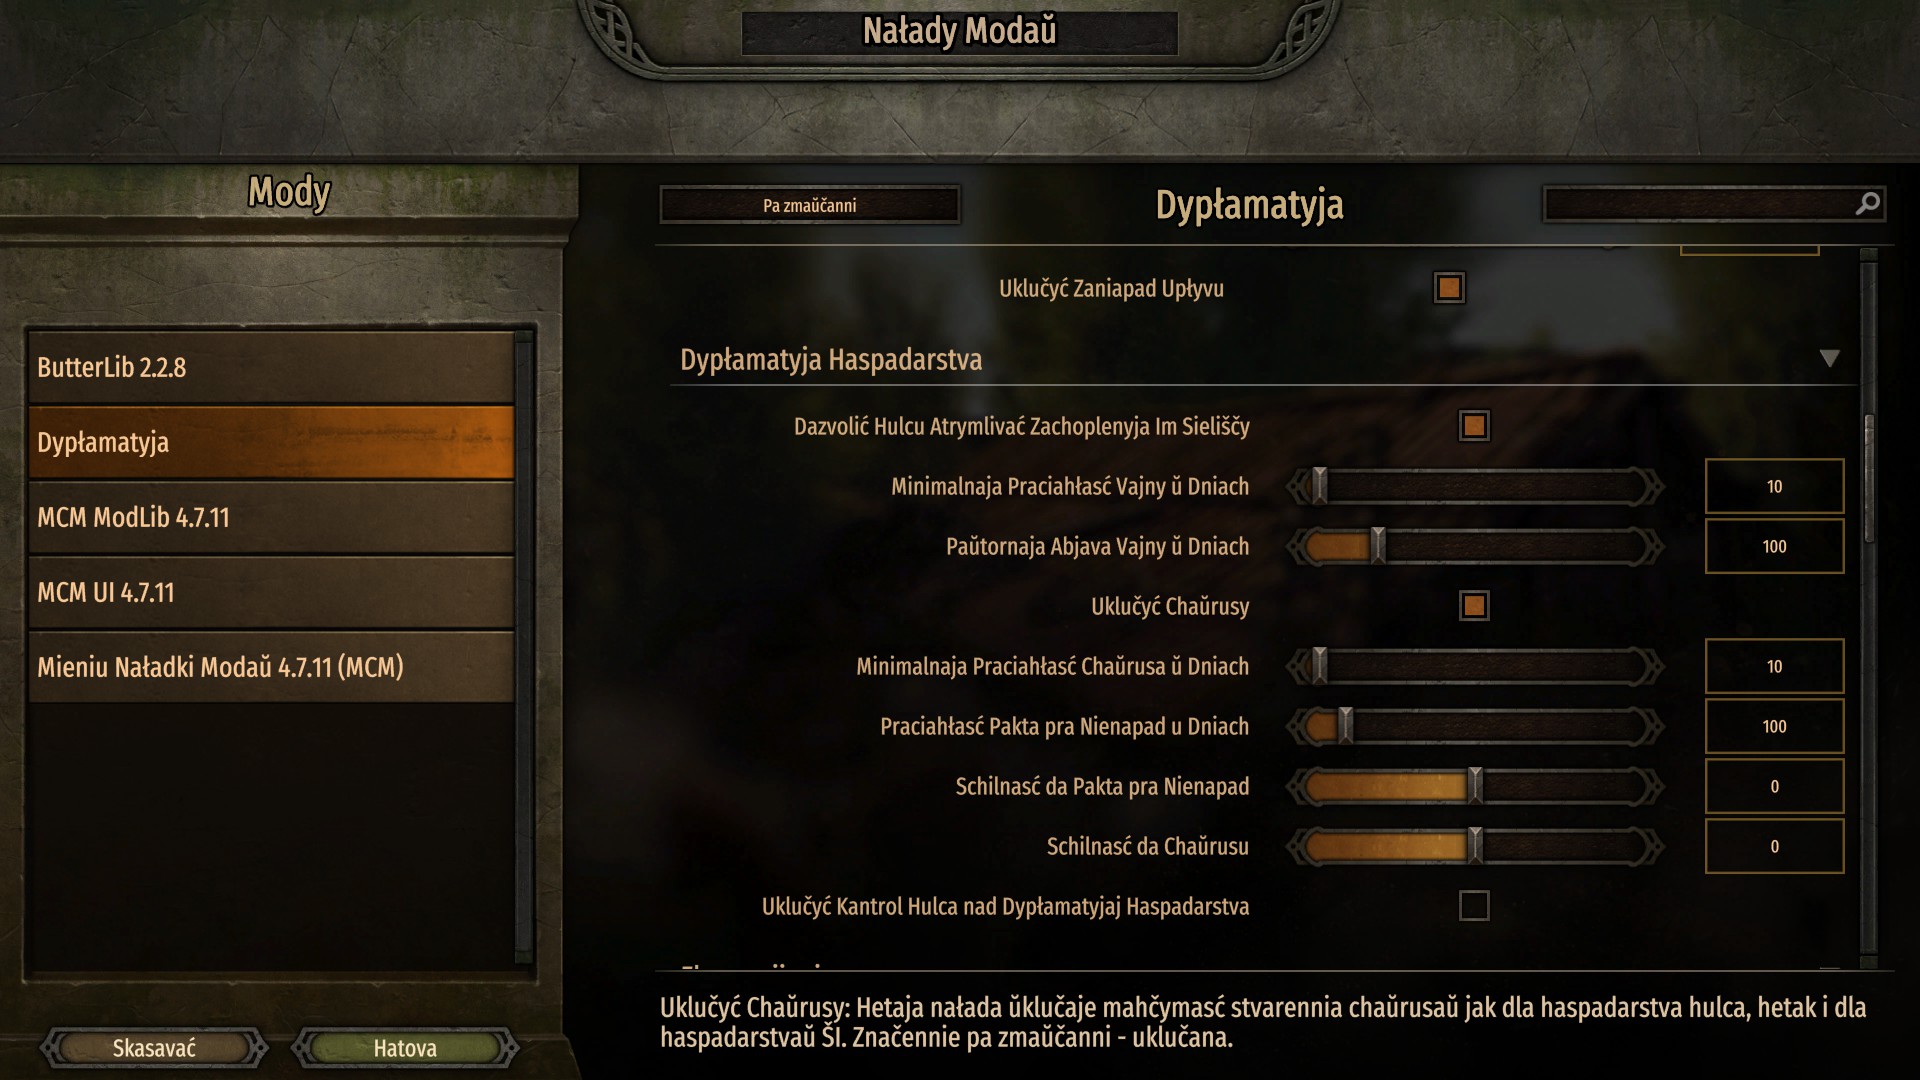 Nałady Modaŭ
Mody
ButterLib 2.2.8
Dypłamatyja
MCM ModLib 4.7.11
MCM UI 4.7.11
Mieniu Naładki Modaŭ 4.7.11 (MCM)
Skasavać
Hatova
Pa zmaŭčanni
Dypłamatyja
Uklučyć Zaniapad Upłyvu
Dypłamatyja Haspadarstva
Dazvolić Hulcu Atrymlivać Zachoplenyja Im Sieliščy
Minimalnaja Praciahłasć Vajny ŭ Dniach 10
Paŭtornaja Abjava Vajny ŭ Dniach 100
Uklučyć Chaŭrusy
Minimalnaja Praciahłasć Chaŭrusa ŭ Dniach 10
Praciahłasć Pakta pra Nienapad u Dniach 100
Schilnasć da Pakta pra Nienapad 0
Schilnasć da Chaŭrusu 0
Uklučyć Kantrol Hulca nad Dypłamatyjaj Haspadarstva
Uklučyć Chaŭrusy: Hetaja nałada ŭklučaje mahčymasć stvarennia chaŭrusaŭ jak dla haspadarstva hulca, hetak i dla
haspadarstvaŭ ŠI. Značennie pa zmaŭčanni - uklučana.